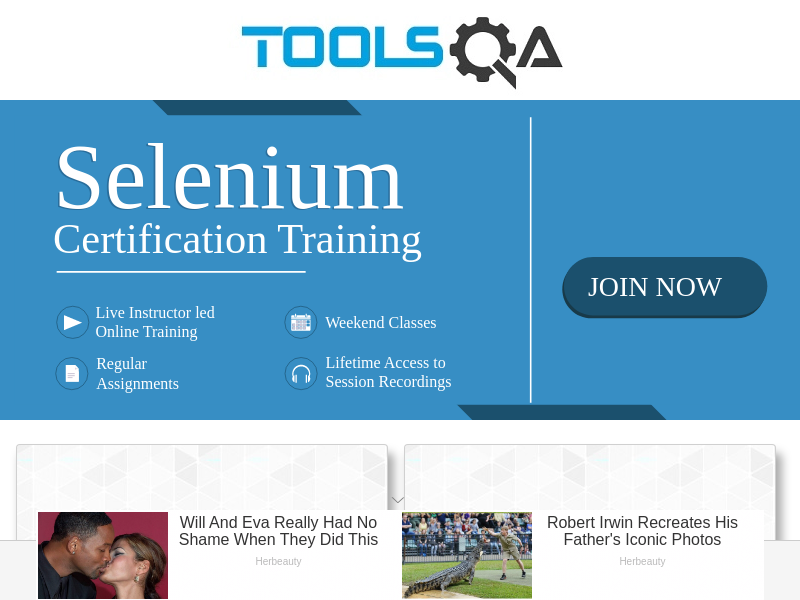 TOOLSQA
Selenium
Certification Training
Live Instructor led
Online Training
Weekend Classes
Regular
Assignments
Lifetime Access to
Session Recordings
JOIN NOW
Will And Eva Really Had No
Shame When They Did This
Herbeauty
Robert Irwin Recreates His
Father's Iconic Photos
Herbeauty